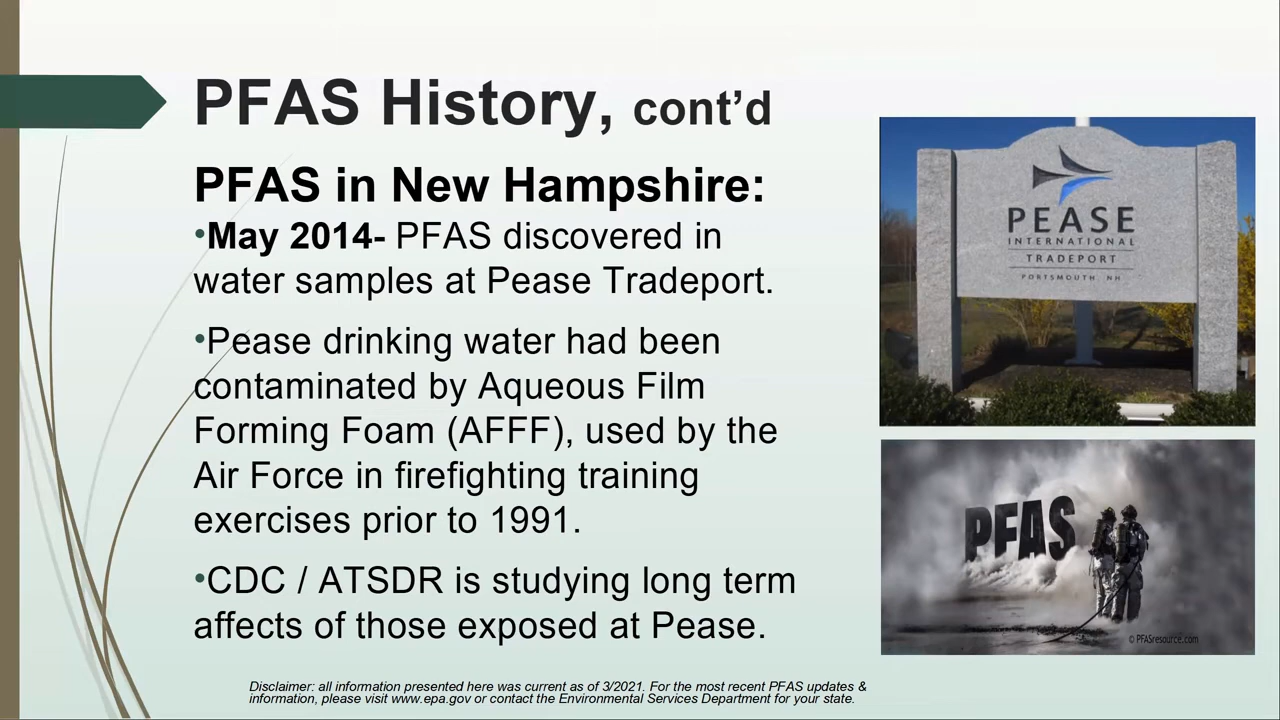 PFAS History, cont’d
PFAS in New Hampshire:
•May 2014- PFAS discovered in
water samples at Pease Tradeport.
•Pease drinking water had been
contaminated by Aqueous Film
Forming Foam (AFFF), used by the
Air Force in firefighting training
exercises prior to 1991.
•CDC / ATSDR is studying long term
affects of those exposed at Pease.
PEASE
INTERNATIONAL
TRADEPORT
PORTSMOUTH NH
PFAS
© PFASresource.com
Disclaimer: all information presented here was current as of 3/2021. For the most recent PFAS updates &
information, please visit www.epa.gov or contact the Environmental Services Department for your state.